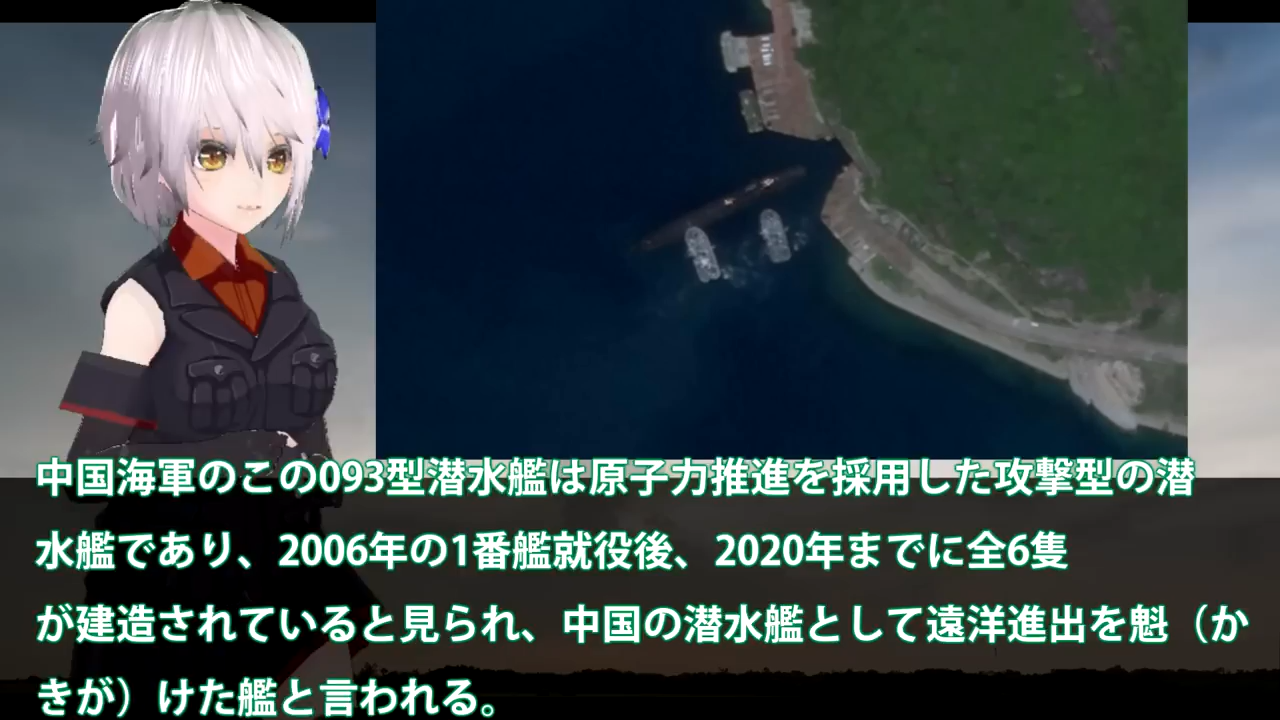 中国海軍のこの093型潜水艦は原子力推進を採用した攻撃型の潜
水艦であり、2006年の1番艦就役後、2020年までに全6隻
が建造されていると見られ、中国の潜水艦として遠洋進出を魁（か
きが）けた艦と言われる。